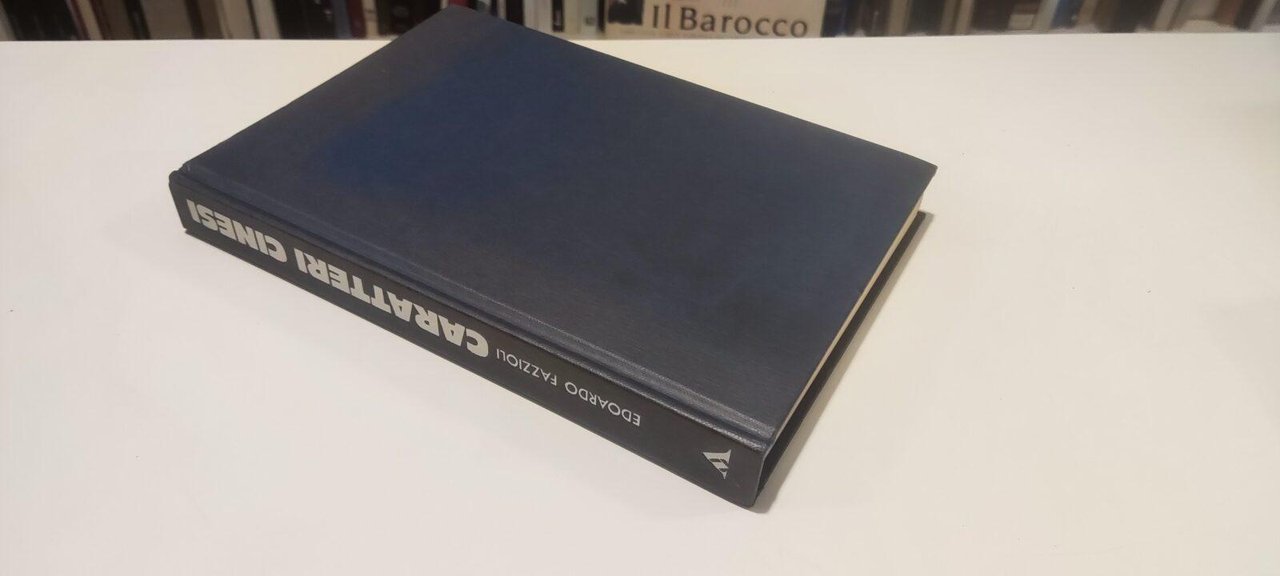 Il Barocco
EDOARDO FAZZIOLI CARATTERI CINESI